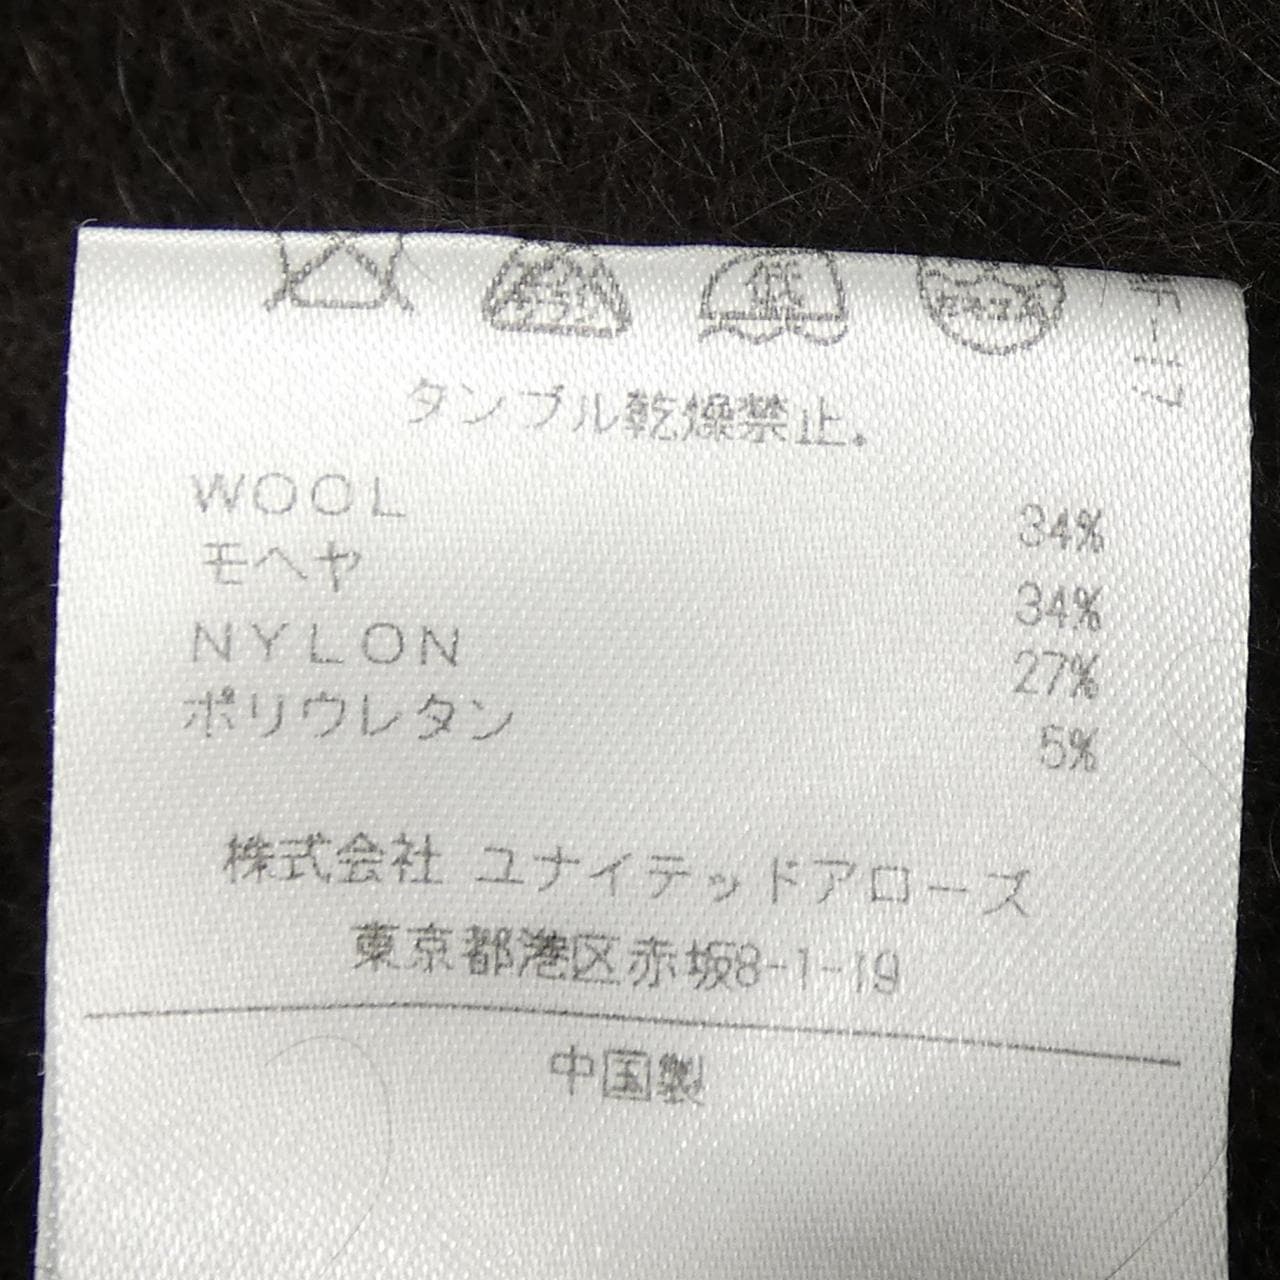 低
タンブル乾燥禁止.
WOOL 34%
モヘヤ 34%
NYLON 27%
ポリウレタン 5%
株式会社 ユナイテッドアローズ
東京都港区赤坂8-1-19
中国製